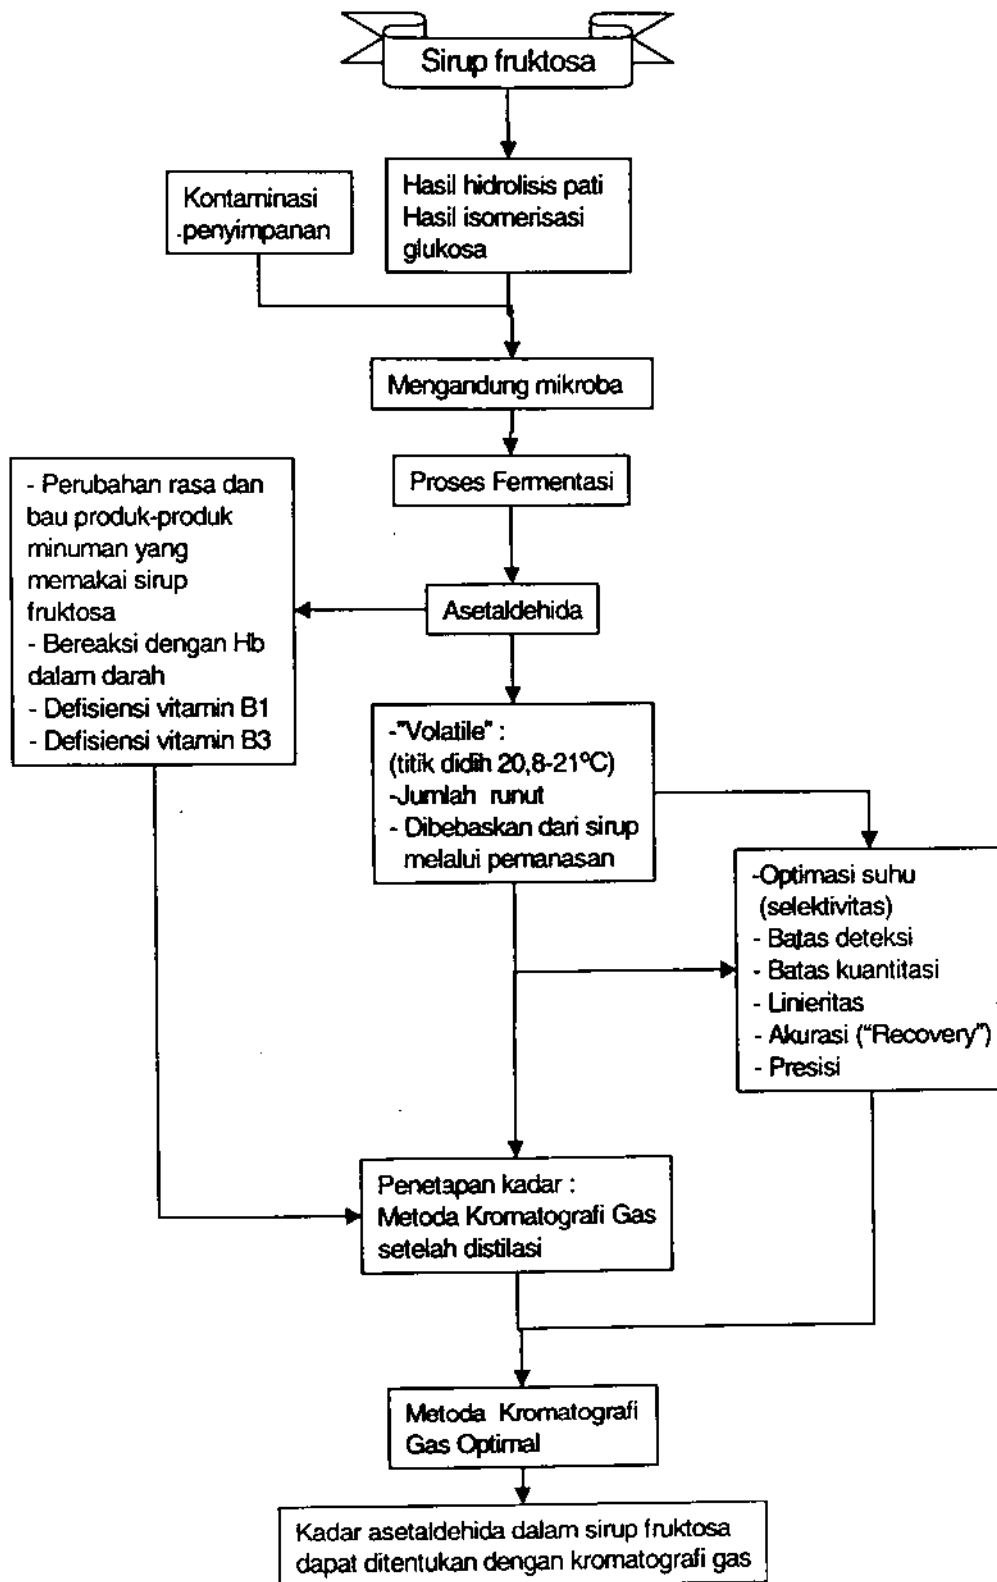 Sirup fruktosa
Hasil hidrolisis pati
Hasil isomerisasi
glukosa
Kontaminasi
penyimpanan
Mengandung mikroba
Proses Fermentasi
- Perubahan rasa dan
bau produk-produk
minuman yang
memakai sirup
fruktosa
- Bereaksi dengan Hb
dalam darah
- Defisiensi vitamin B1
- Defisiensi vitamin B3
Asetaldehida
-"Volatile" :
(titik didih 20,8-21°C)
-Jumlah runut
- Dibebaskan dari sirup
melalui pemanasan
-Optimasi suhu
(selektivitas)
- Batas deteksi
- Batas kuantitasi
- Linieritas
- Akurasi ("Recovery")
- Presisi
Penetapan kadar :
Metoda Kromatografi Gas
setelah distilasi
Metoda Kromatografi
Gas Optimal
Kadar asetaldehida dalam sirup fruktosa
dapat ditentukan dengan kromatografi gas